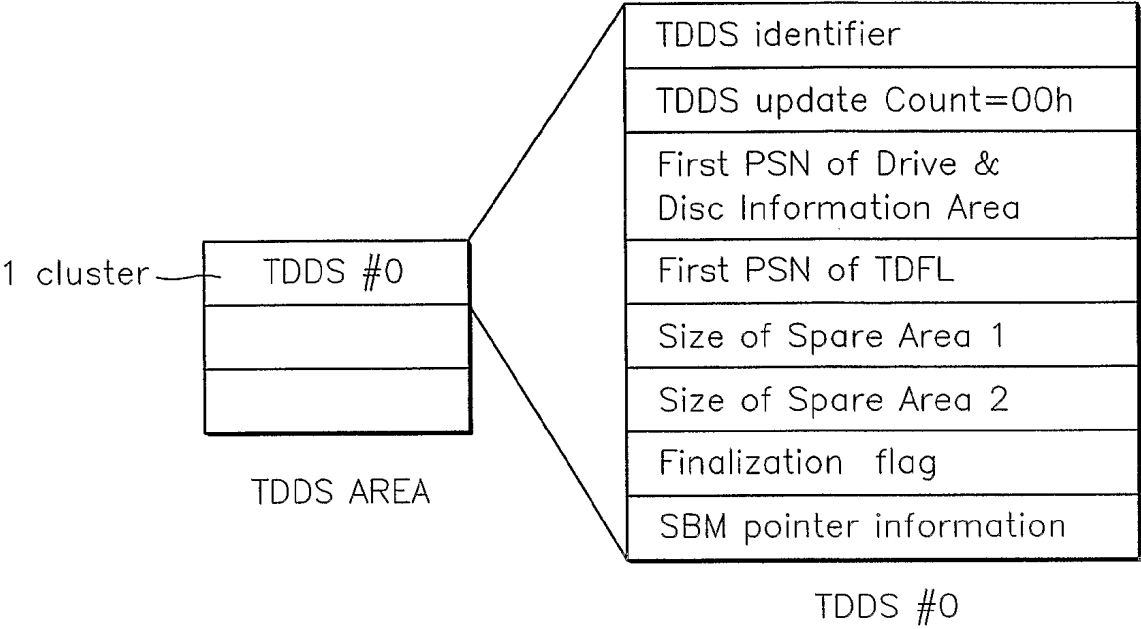 TDDS identifier
TDDS update Count=00h
First PSN of Drive &
Disc Information Area
1 cluster
TDDS #0
First PSN of TDFL
Size of Spare Area 1
Size of Spare Area 2
Finalization flag
TDDS AREA
SBM pointer information
TDDS #0